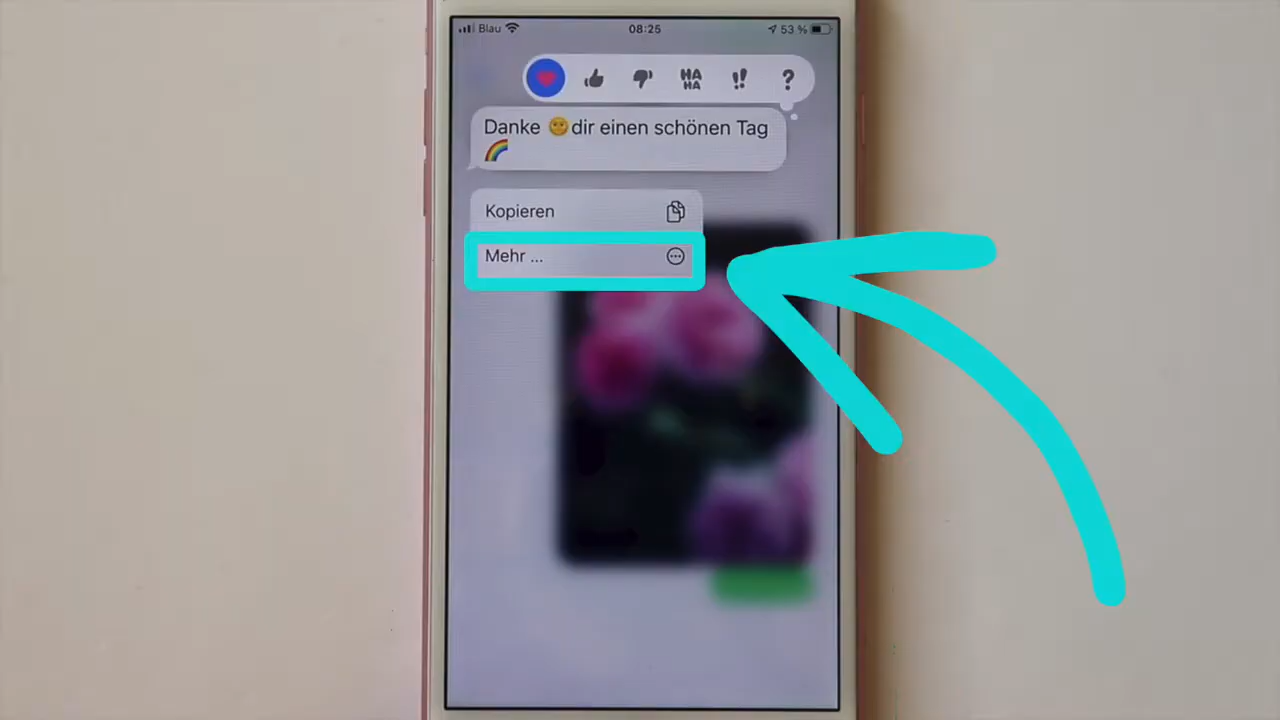 Blau 08:25 53 %
HA
HA
Danke 😶dir einen schönen Tag
🌈
Kopieren
Mehr ...